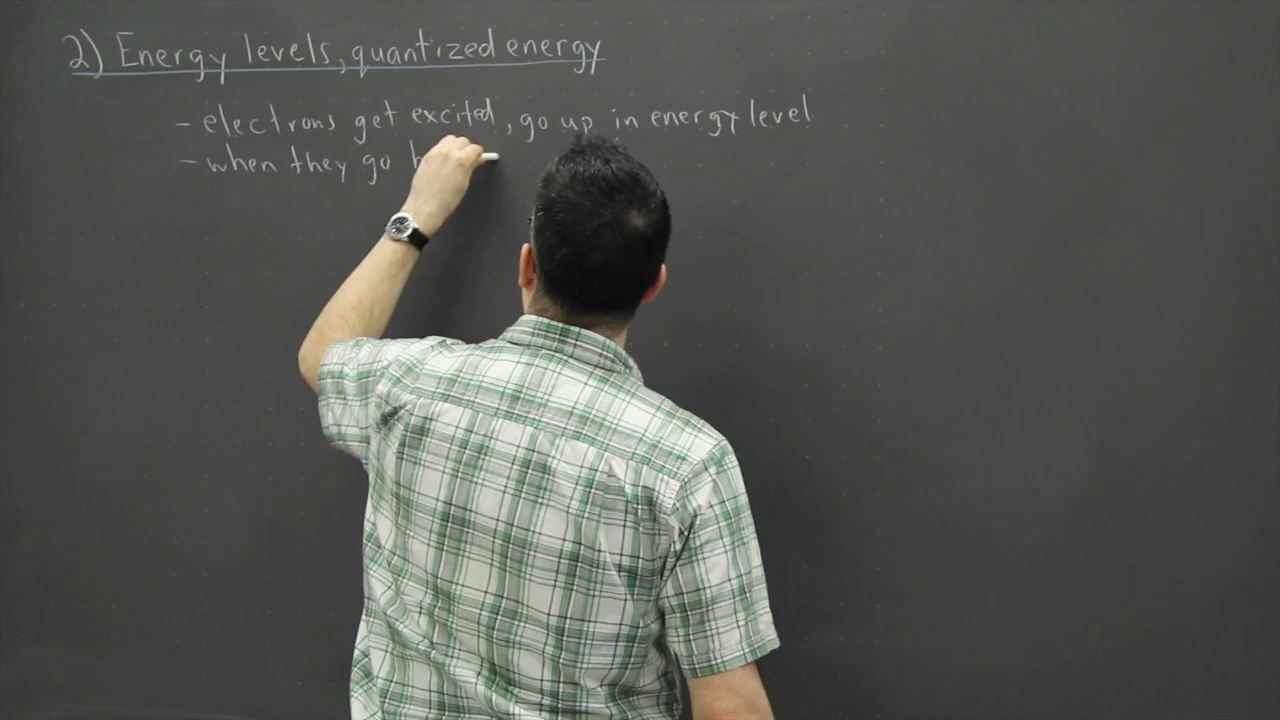 2) Energy levels, quantized energy
- electrons get excited, go up in energy level
- when they go